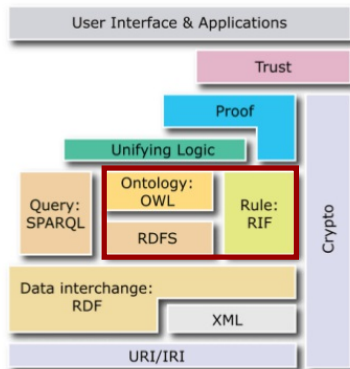 User Interface & Applications
Trust
Proof
Unifying Logic
Ontology:
OWL
Query:
SPARQL
Rule:
RIF
RDFS
Crypto
Data interchange:
RDF
XML
URI/IRI